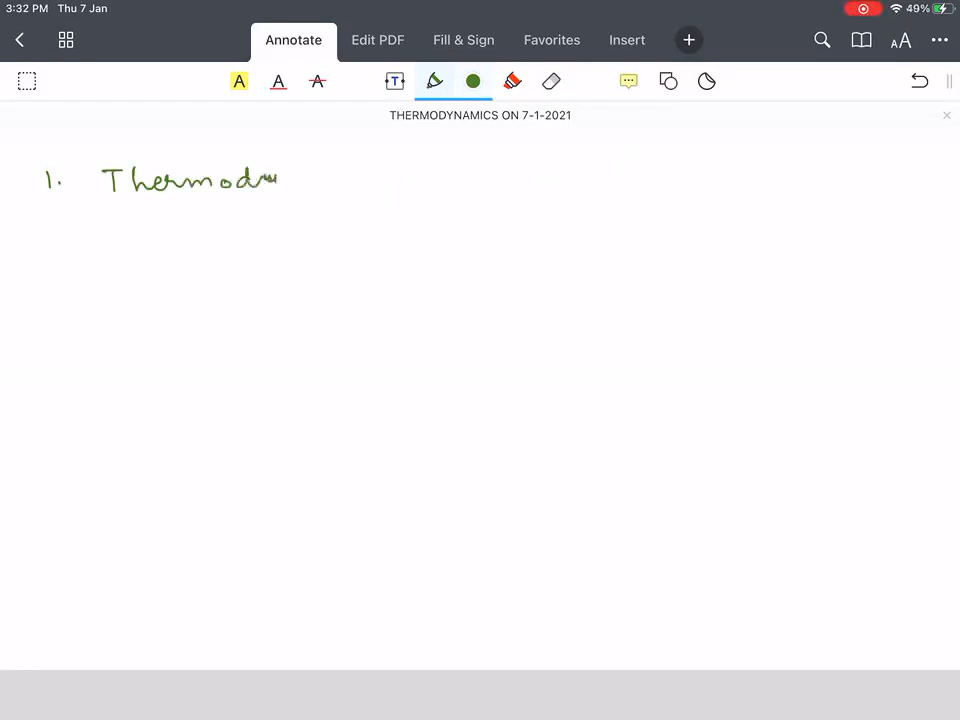 3:32 PM Thu 7 Jan 49%
Annotate Edit PDF Fill & Sign Favorites Insert
A A A T AA
THERMODYNAMICS ON 7-1-2021
1.